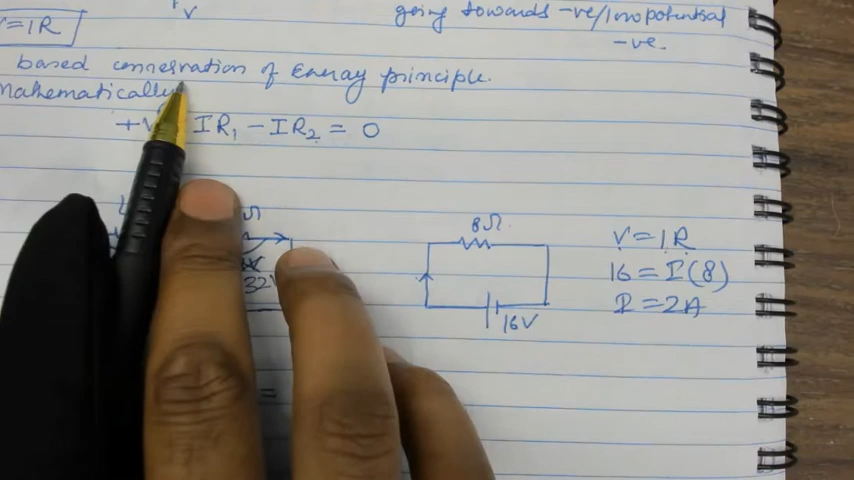 V
V=IR
going towards -ve/low potential
-ve.
based conservation of Energy principle.
Mathematically
+V IR₁ - IR₂ = 0
Ω
32V
=
8Ω
16V
V=IR
16=I(8)
I=2A